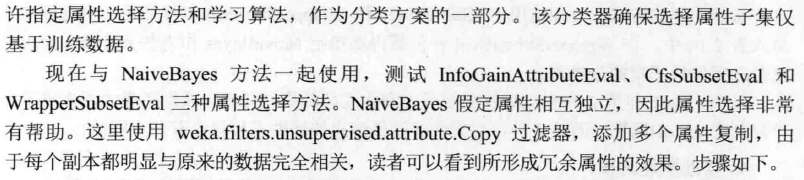 许指定属性选择方法和学习算法，作为分类方案的一部分。该分类器确保选择属性子集仅
基于训练数据。
现在与 NaiveBayes 方法一起使用，测试 InfoGainAttributeEval、CfsSubsetEval 和
WrapperSubsetEval 三种属性选择方法。NaïveBayes 假定属性相互独立，因此属性选择非常
有帮助。这里使用 weka.filters.unsupervised.attribute.Copy 过滤器，添加多个属性复制，由
于每个副本都明显与原来的数据完全相关，读者可以看到所形成冗余属性的效果。步骤如下。